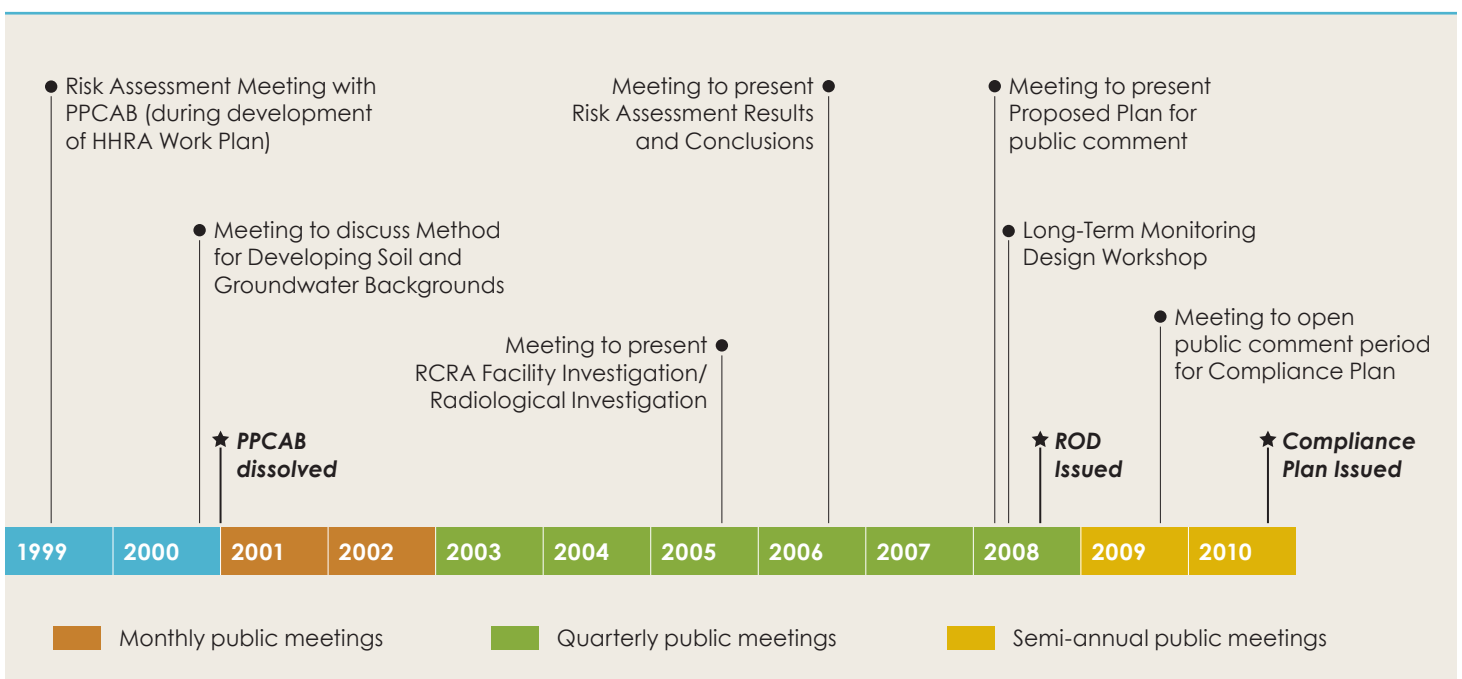 Risk Assessment Meeting with
PPCAB (during development
of HHRA Work Plan)
Meeting to present
Risk Assessment Results
and Conclusions
Meeting to present
Proposed Plan for
public comment
Meeting to discuss Method
for Developing Soil and
Groundwater Backgrounds
Long-Term Monitoring
Design Workshop
Meeting to present
RCRA Facility Investigation/
Radiological Investigation
Meeting to open
public comment period
for Compliance Plan
PPCAB
dissolved
ROD
Issued
Compliance
Plan Issued
1999 2000 2001 2002 2003 2004 2005 2006 2007 2008 2009 2010
Monthly public meetings
Quarterly public meetings
Semi-annual public meetings